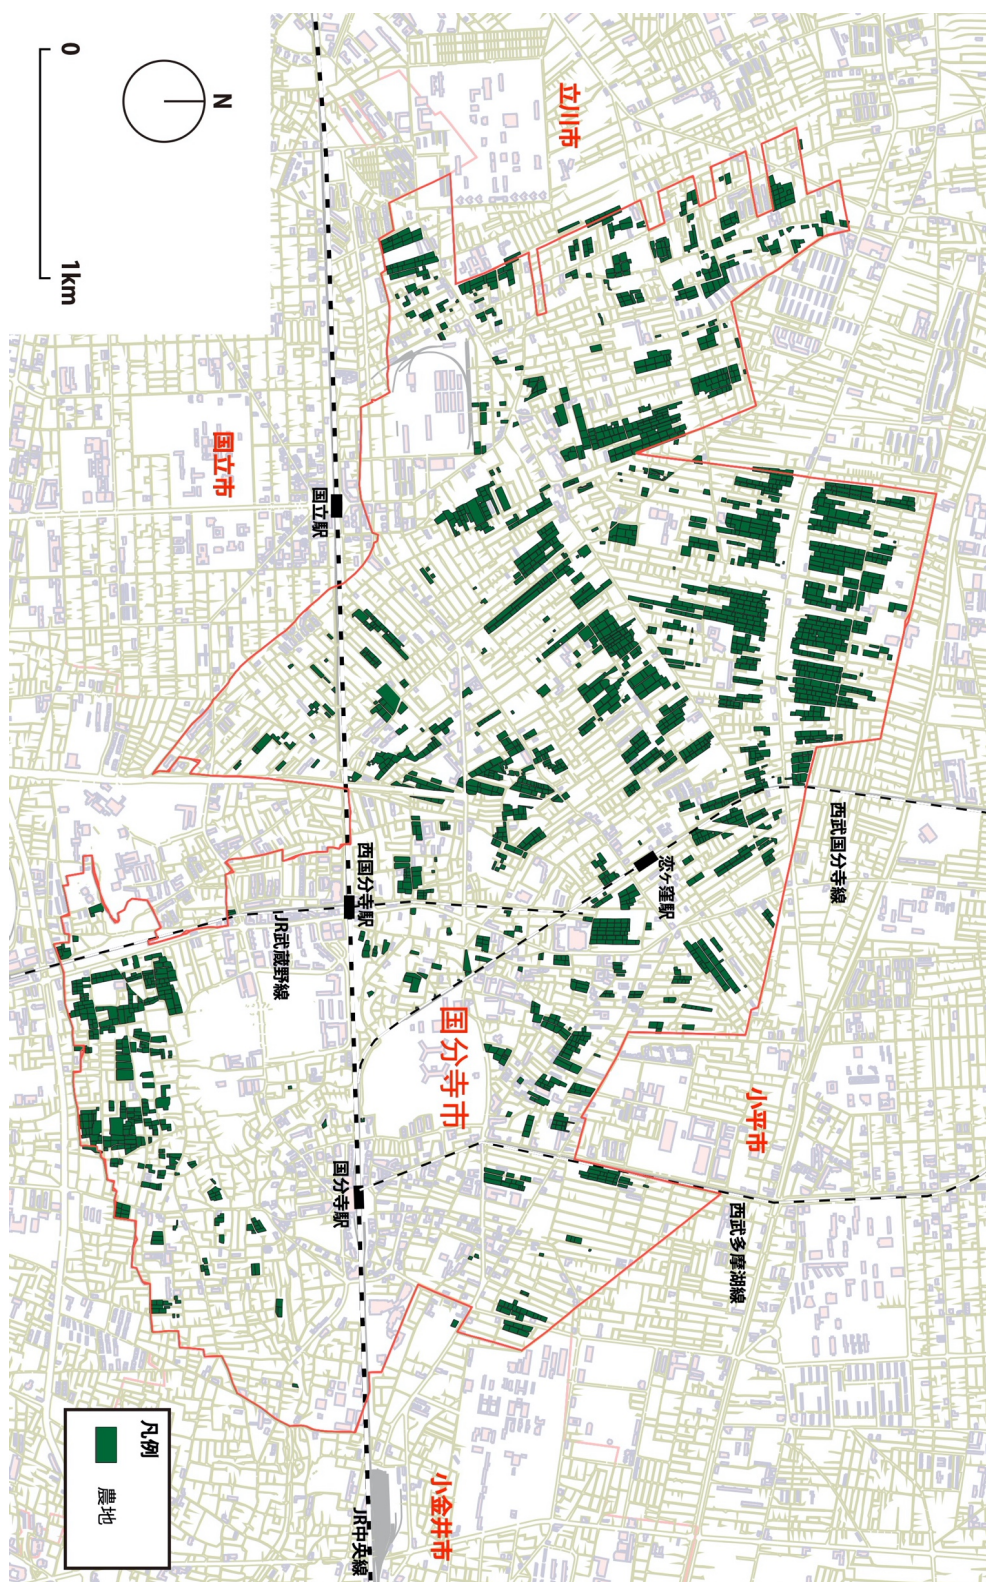 0
1km
N
立川市
国立市
国立駅
西武国分寺線
恋ヶ窪駅
西国分寺駅
JR武蔵野線
国分寺市
小平市
国分寺駅
西武多摩湖線
小金井市
JR中央線
凡例
農地